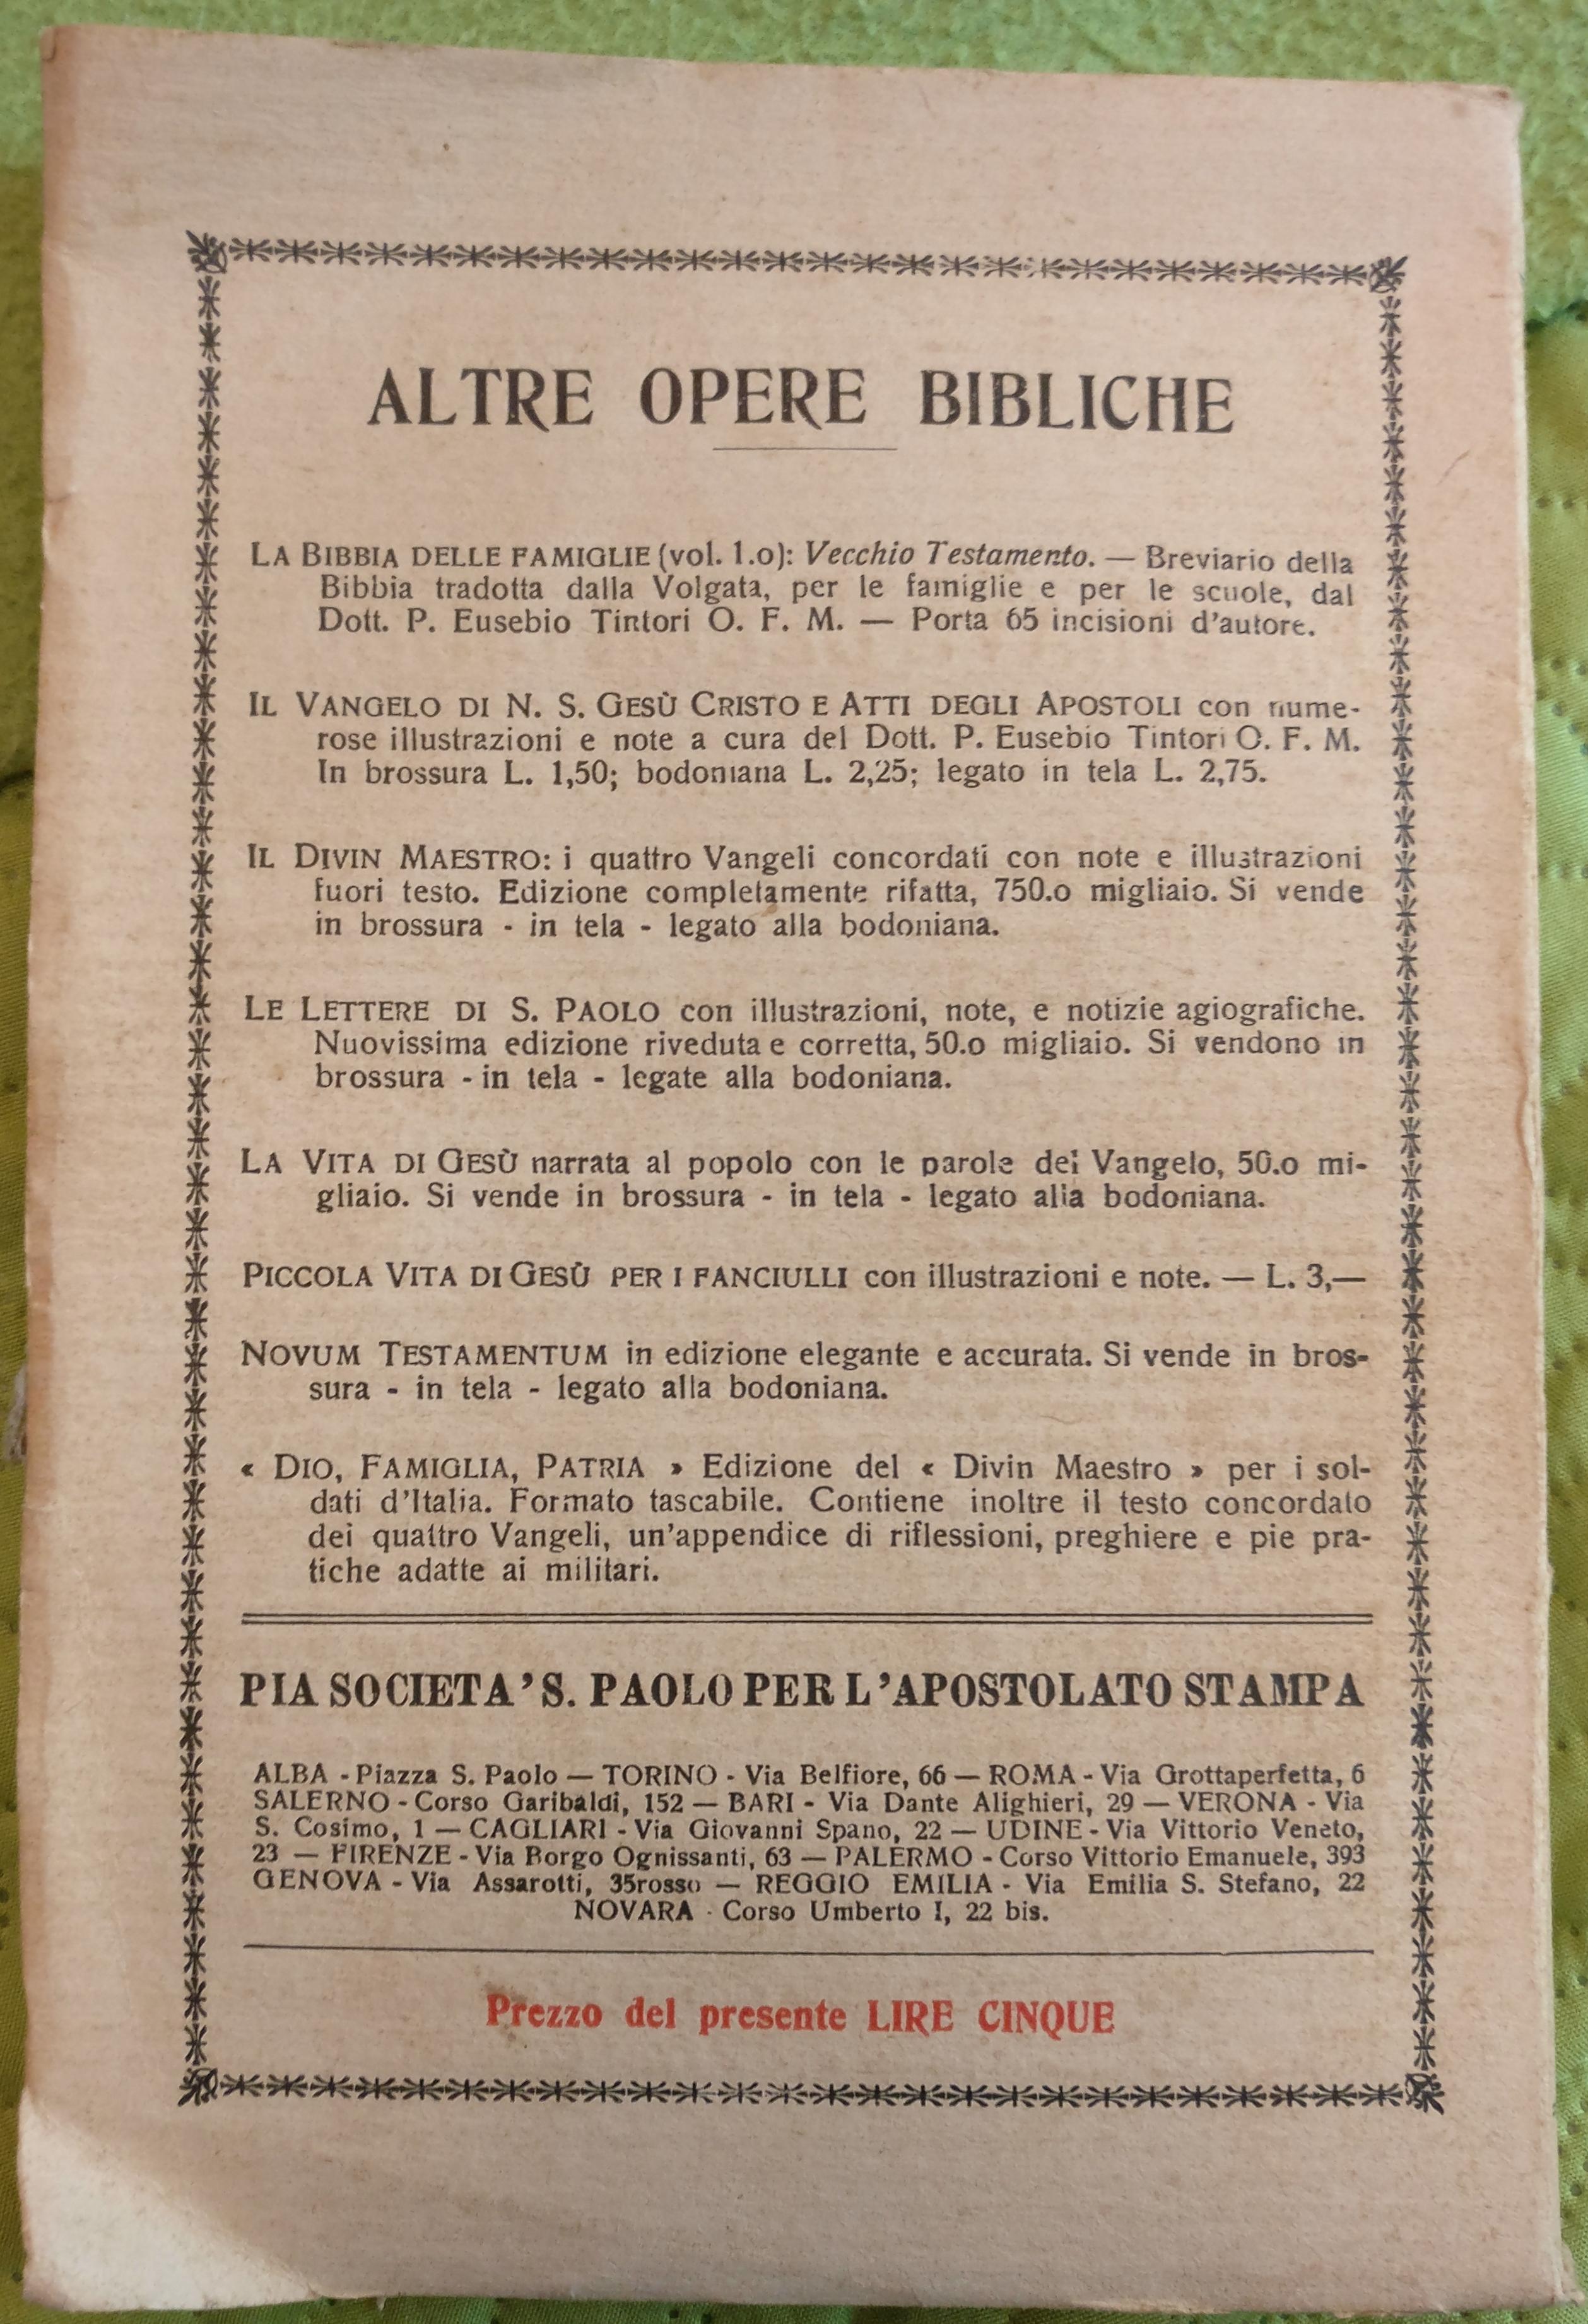 ALTRE OPERE BIBLICHE
LA BIBBIA DELLE FAMIGLIE (vol. 1.o): Vecchio Testamento. — Breviario della
Bibbia tradotta dalla Volgata, per le famiglie e per le scuole, dal
Dott. P. Eusebio Tintori O. F. M. — Porta 65 incisioni d'autore.
IL VANGELO DI N. S. GESÙ CRISTO E ATTI DEGLI APOSTOLI con nume-
rose illustrazioni e note a cura del Dott. P. Eusebio Tintori O. F. M.
In brossura L. 1,50; bodoniana L. 2,25; legato in tela L. 2,75.
IL DIVIN MAESTRO: i quattro Vangeli concordati con note e illustrazioni
fuori testo. Edizione completamente rifatta, 750.o migliaio. Si vende
in brossura - in tela - legato alla bodoniana.
LE LETTERE DI S. PAOLO con illustrazioni, note, e notizie agiografiche.
Nuovissima edizione riveduta e corretta, 50.o migliaio. Si vendono in
brossura - in tela - legate alla bodoniana.
LA VITA DI GESÙ narrata al popolo con le parole del Vangelo, 50.o mi-
gliaio. Si vende in brossura - in tela - legato alla bodoniana.
PICCOLA VITA DI GESÙ PER I FANCIULLI con illustrazioni e note. — L. 3,—
NOVUM TESTAMENTUM in edizione elegante e accurata. Si vende in bros-
sura - in tela - legato alla bodoniana.
« DIO, FAMIGLIA, PATRIA » Edizione del « Divin Maestro » per i sol-
dati d'Italia. Formato tascabile. Contiene inoltre il testo concordato
dei quattro Vangeli, un'appendice di riflessioni, preghiere e pie pra-
tiche adatte ai militari.
PIA SOCIETA' S. PAOLO PER L'APOSTOLATO STAMPA
ALBA - Piazza S. Paolo — TORINO - Via Belfiore, 66 — ROMA - Via Grottaperfetta, 6
SALERNO - Corso Garibaldi, 152 — BARI - Via Dante Alighieri, 29 — VERONA - Via
S. Cosimo, 1 — CAGLIARI - Via Giovanni Spano, 22 — UDINE - Via Vittorio Veneto,
23 — FIRENZE - Via Borgo Ognissanti, 63 — PALERMO - Corso Vittorio Emanuele, 393
GENOVA - Via Assarotti, 35rosso — REGGIO EMILIA - Via Emilia S. Stefano, 22
NOVARA - Corso Umberto I, 22 bis.
Prezzo del presente LIRE CINQUE